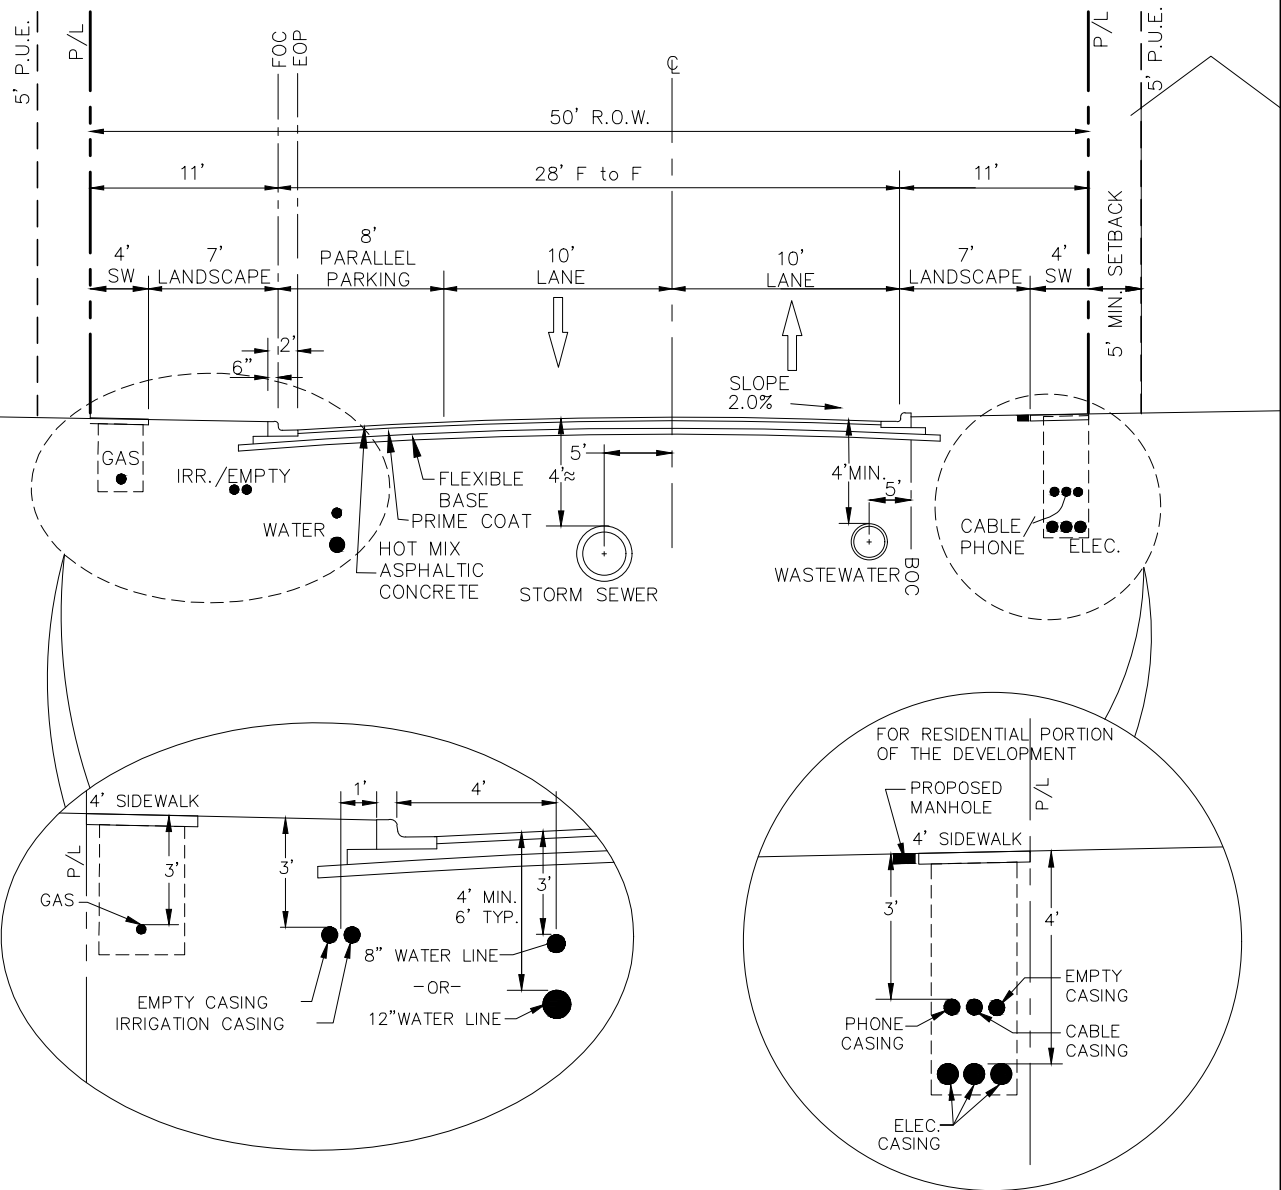 5' P.U.E.
P/L
FOC
EOP
℄
P/L
5' P.U.E.
50' R.O.W.
11'
28' F to F
11'
4'
SW
7'
LANDSCAPE
8'
PARALLEL
PARKING
10'
LANE
10'
LANE
7'
LANDSCAPE
4'
SW
5' MIN. SETBACK
2'
6"
SLOPE
2.0%
GAS
IRR./EMPTY
WATER
FLEXIBLE
BASE
PRIME COAT
HOT MIX
ASPHALTIC
CONCRETE
5'
4'≈
STORM SEWER
4'MIN.
5'
WASTEWATER
BOC
CABLE
PHONE
ELEC.
4' SIDEWALK
P/L
3'
GAS
3'
1'
4'
3'
4' MIN.
6' TYP.
8" WATER LINE
-OR-
12"WATER LINE
EMPTY CASING
IRRIGATION CASING
FOR RESIDENTIAL PORTION
OF THE DEVELOPMENT
PROPOSED
MANHOLE
P/L
4' SIDEWALK
3'
4'
EMPTY
CASING
PHONE
CASING
CABLE
CASING
ELEC.
CASING